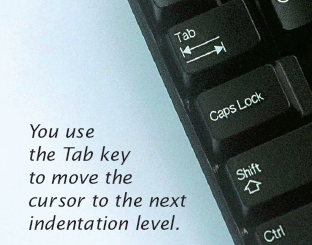 Tab
Caps Lock
Shift
Ctrl
You use
the Tab key
to move the
cursor to the next
indentation level.